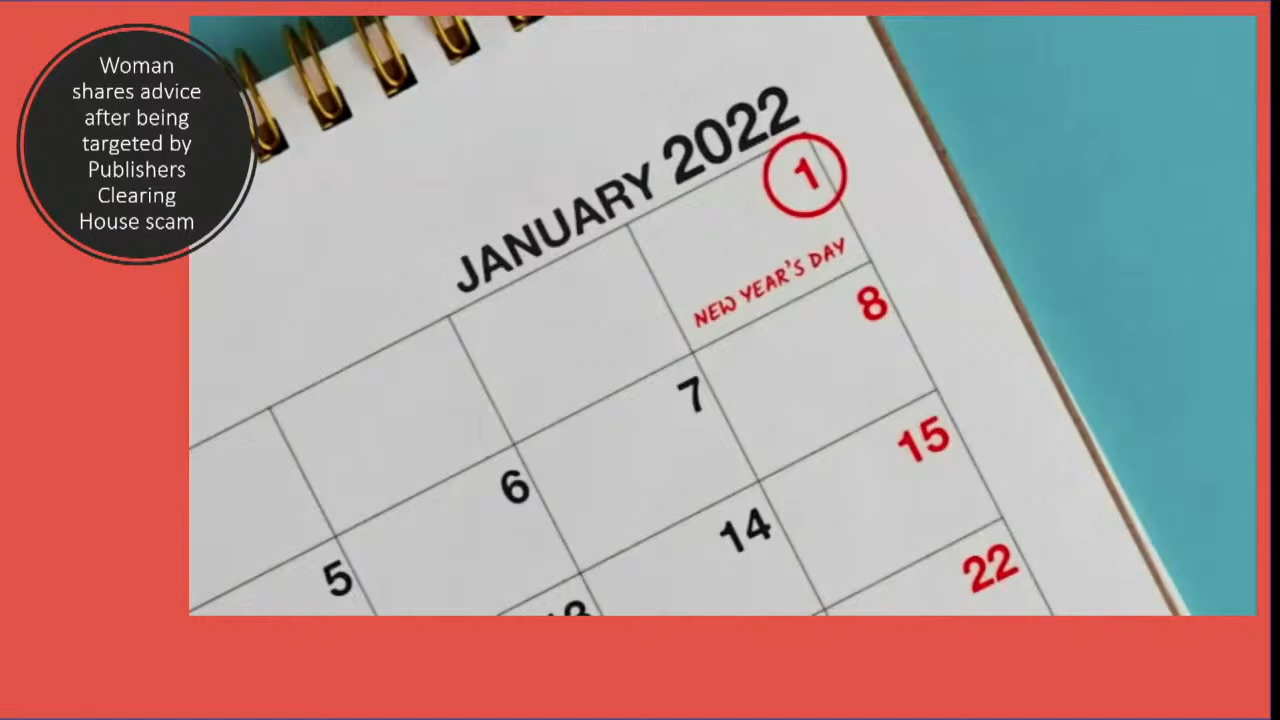 Woman
shares advice
after being
targeted by
Publishers
Clearing
House scam
JANUARY 2022
1
NEW YEAR'S DAY
5
6
7
8
13
14
15
22